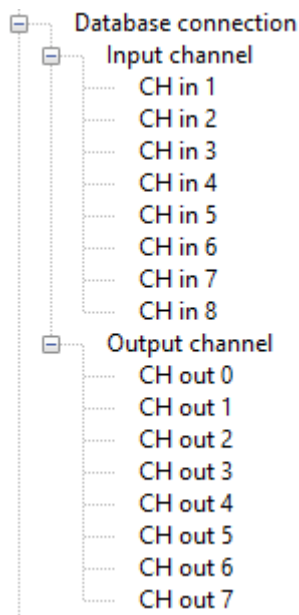 Database connection
Input channel
CH in 1
CH in 2
CH in 3
CH in 4
CH in 5
CH in 6
CH in 7
CH in 8
Output channel
CH out 0
CH out 1
CH out 2
CH out 3
CH out 4
CH out 5
CH out 6
CH out 7